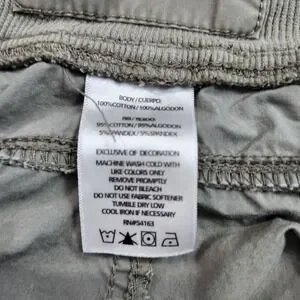 BODY / CUERPO:
100%COTTON / 100%ALGODON
95%COTTON / 95%ALGODON
5%SPANDEX / 5%SPANDEX
EXCLUSIVE OF DECORATION
MACHINE WASH COLD WITH
LIKE COLORS ONLY
REMOVE PROMPTLY
DO NOT BLEACH
DO NOT USE FABRIC SOFTENER
TUMBLE DRY LOW
COOL IRON IF NECESSARY
RN#54163